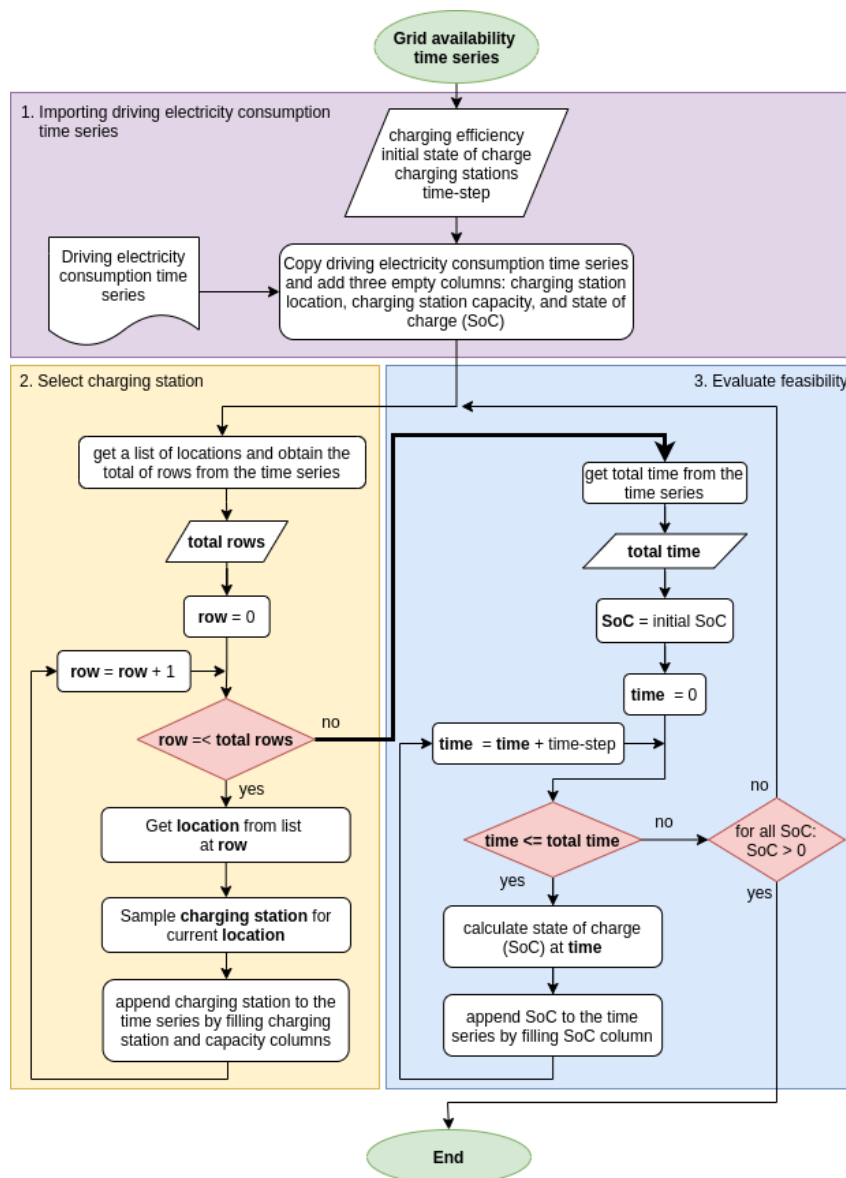 Grid availability
time series
1. Importing driving electricity consumption
time series
charging efficiency
initial state of charge
charging stations
time-step
Driving electricity
consumption time
series
Copy driving electricity consumption time series
and add three empty columns: charging station
location, charging station capacity, and state of
charge (SoC)
2. Select charging station
get a list of locations and obtain the
total of rows from the time series
total rows
row = 0
row = row + 1
row =< total rows
no
yes
Get location from list
at row
Sample charging station for
current location
append charging station to the
time series by filling charging
station and capacity columns
3. Evaluate feasibility
get total time from the
time series
total time
SoC = initial SoC
time = 0
time = time + time-step
time <= total time
no
yes
for all SoC:
SoC > 0
no
yes
calculate state of charge
(SoC) at time
append SoC to the time
series by filling SoC column
End